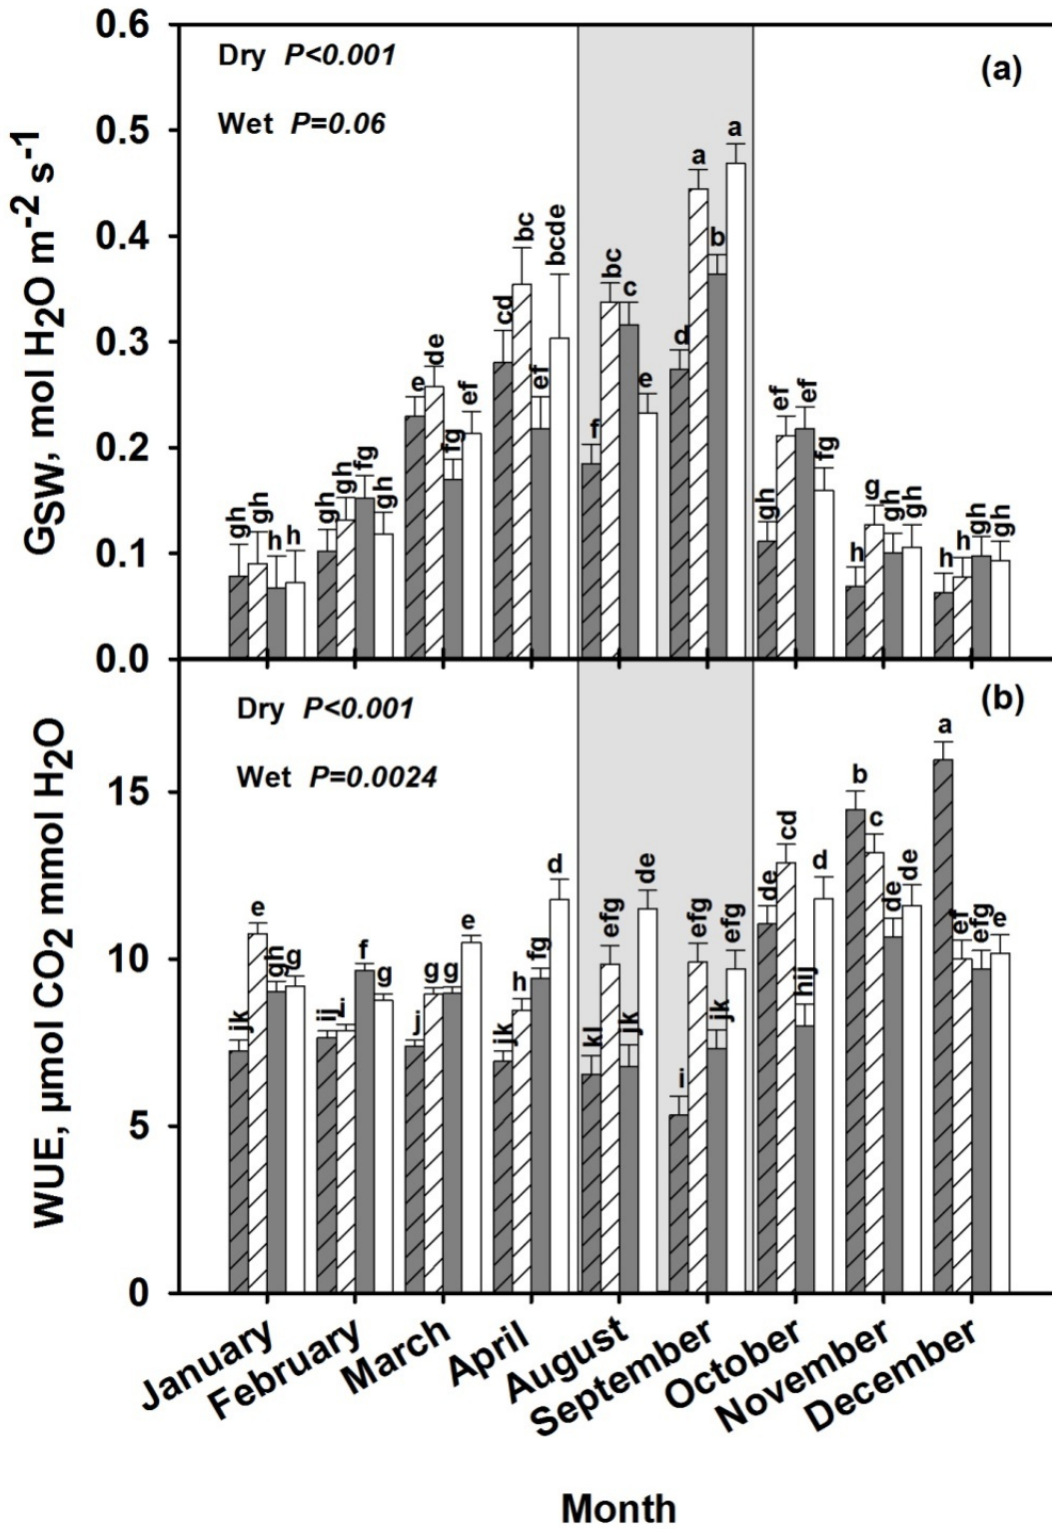 0.6
Dry P<0.001
(a)
Wet P=0.06
0.5
0.4
0.3
0.2
0.1
0.0
GSW, mol H2O m-2 s-1
gh gh h h
gh gh fg gh
e de fg ef
cd bc ef bcde
f bc c e
d a b a
gh ef ef fg
h g gh gh
h h gh gh
Dry P<0.001
(b)
Wet P=0.0024
15
10
5
0
WUE, µmol CO2 mmol H2O
jk e gh g
ij i f g
j g g e
jk h fg d
kl efg jk de
efg jk efg
de cd hij d
b c de de
a ef efg e
January
February
March
April
August
September
October
November
December
Month